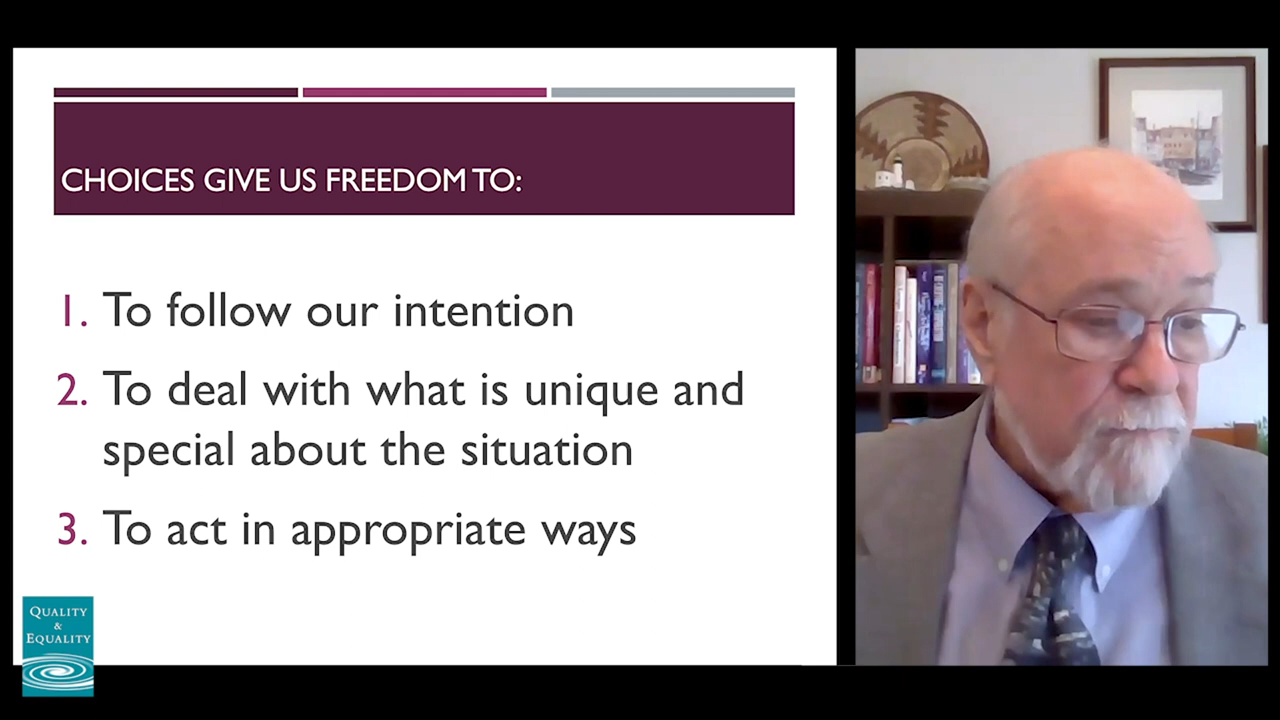 CHOICES GIVE US FREEDOM TO:
1. To follow our intention
2. To deal with what is unique and
special about the situation
3. To act in appropriate ways
QUALITY
&
EQUALITY